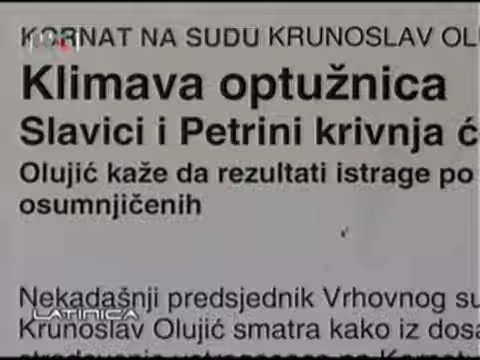 KORNAT NA SUDU KRUNOSLAV OLU
Klimava optužnica
Slavici i Petrini krivnja ć
Olujić kaže da rezultati istrage po
osumnjičenih
Nekadašnji predsjednik Vrhovnog su
LATINICA
Krunoslav Olujić smatra kako iz dosa